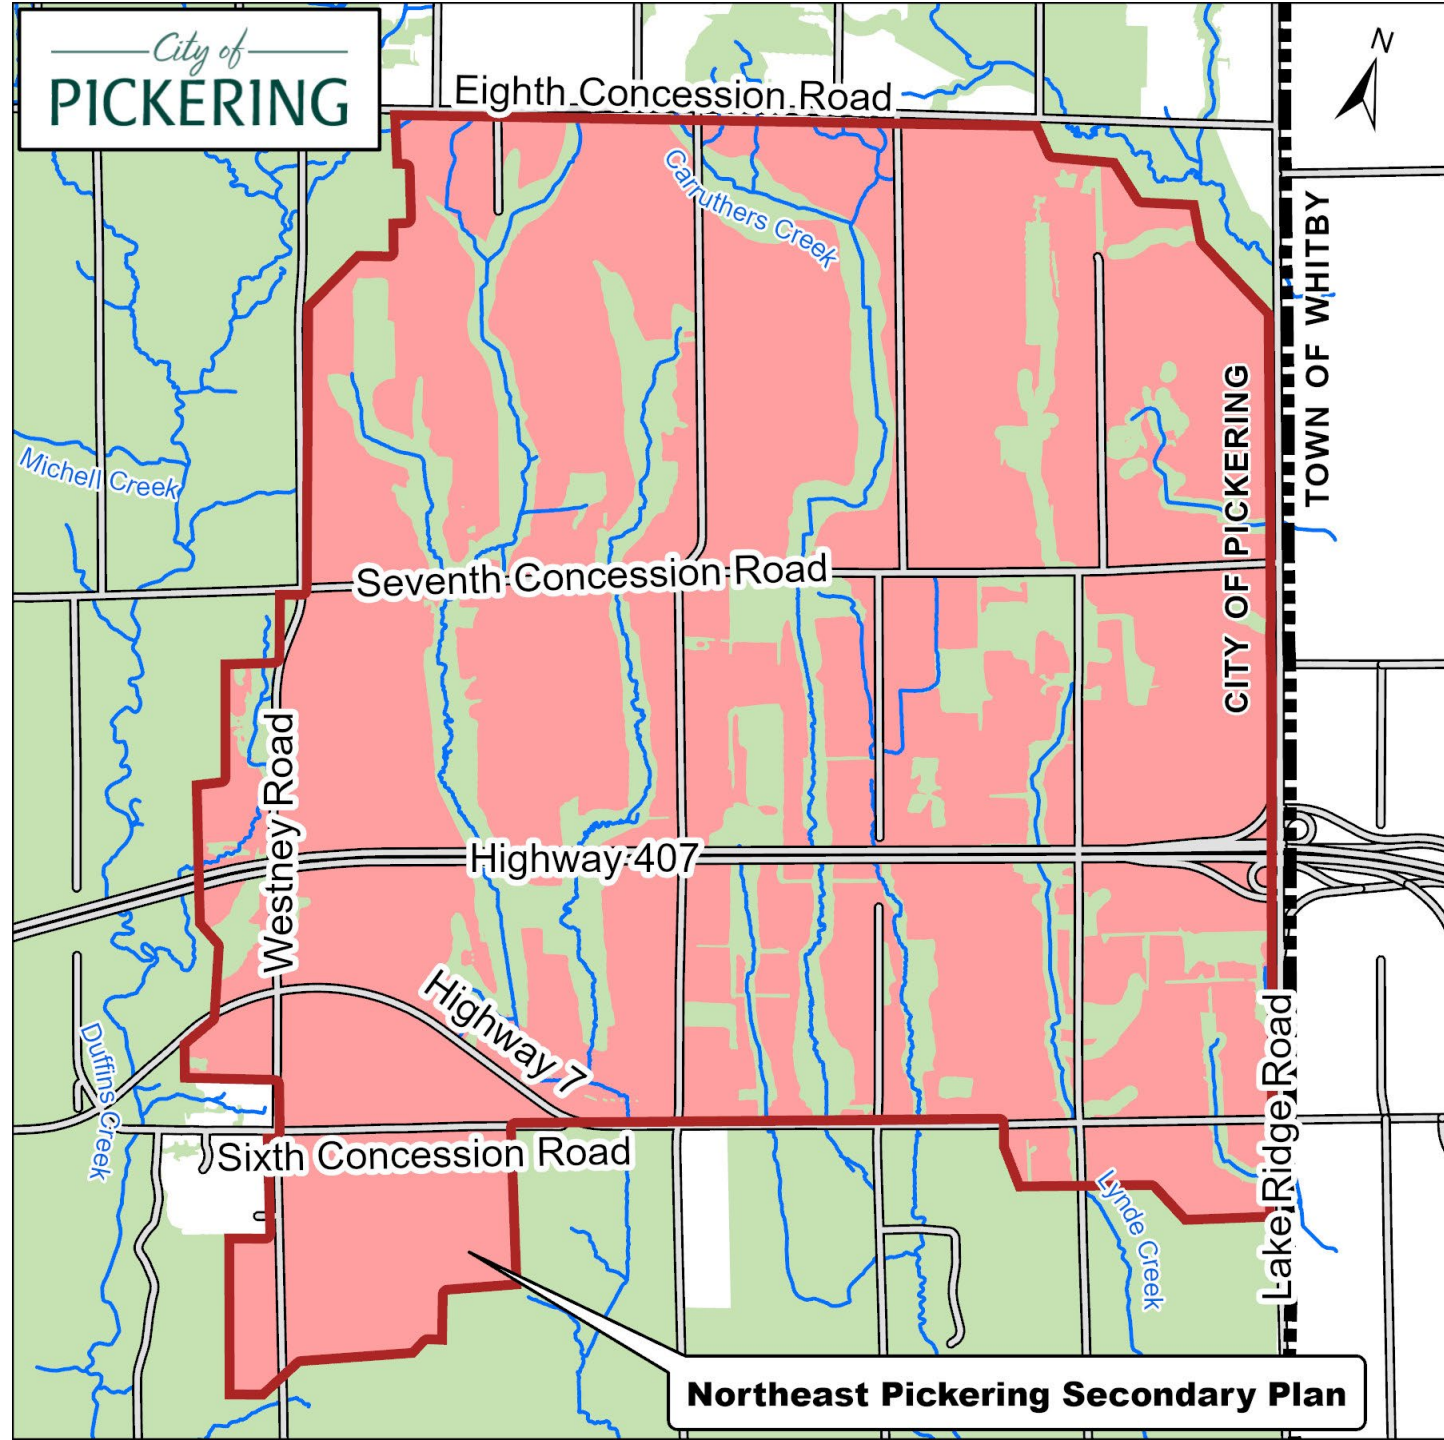 City of
PICKERING
N
Eighth Concession Road
Carruthers Creek
TOWN OF WHITBY
CITY OF PICKERING
Michell Creek
Seventh Concession Road
Westney Road
Highway 407
Highway 7
Duffins Creek
Sixth Concession Road
Lake Ridge Road
Lynde Creek
Northeast Pickering Secondary Plan